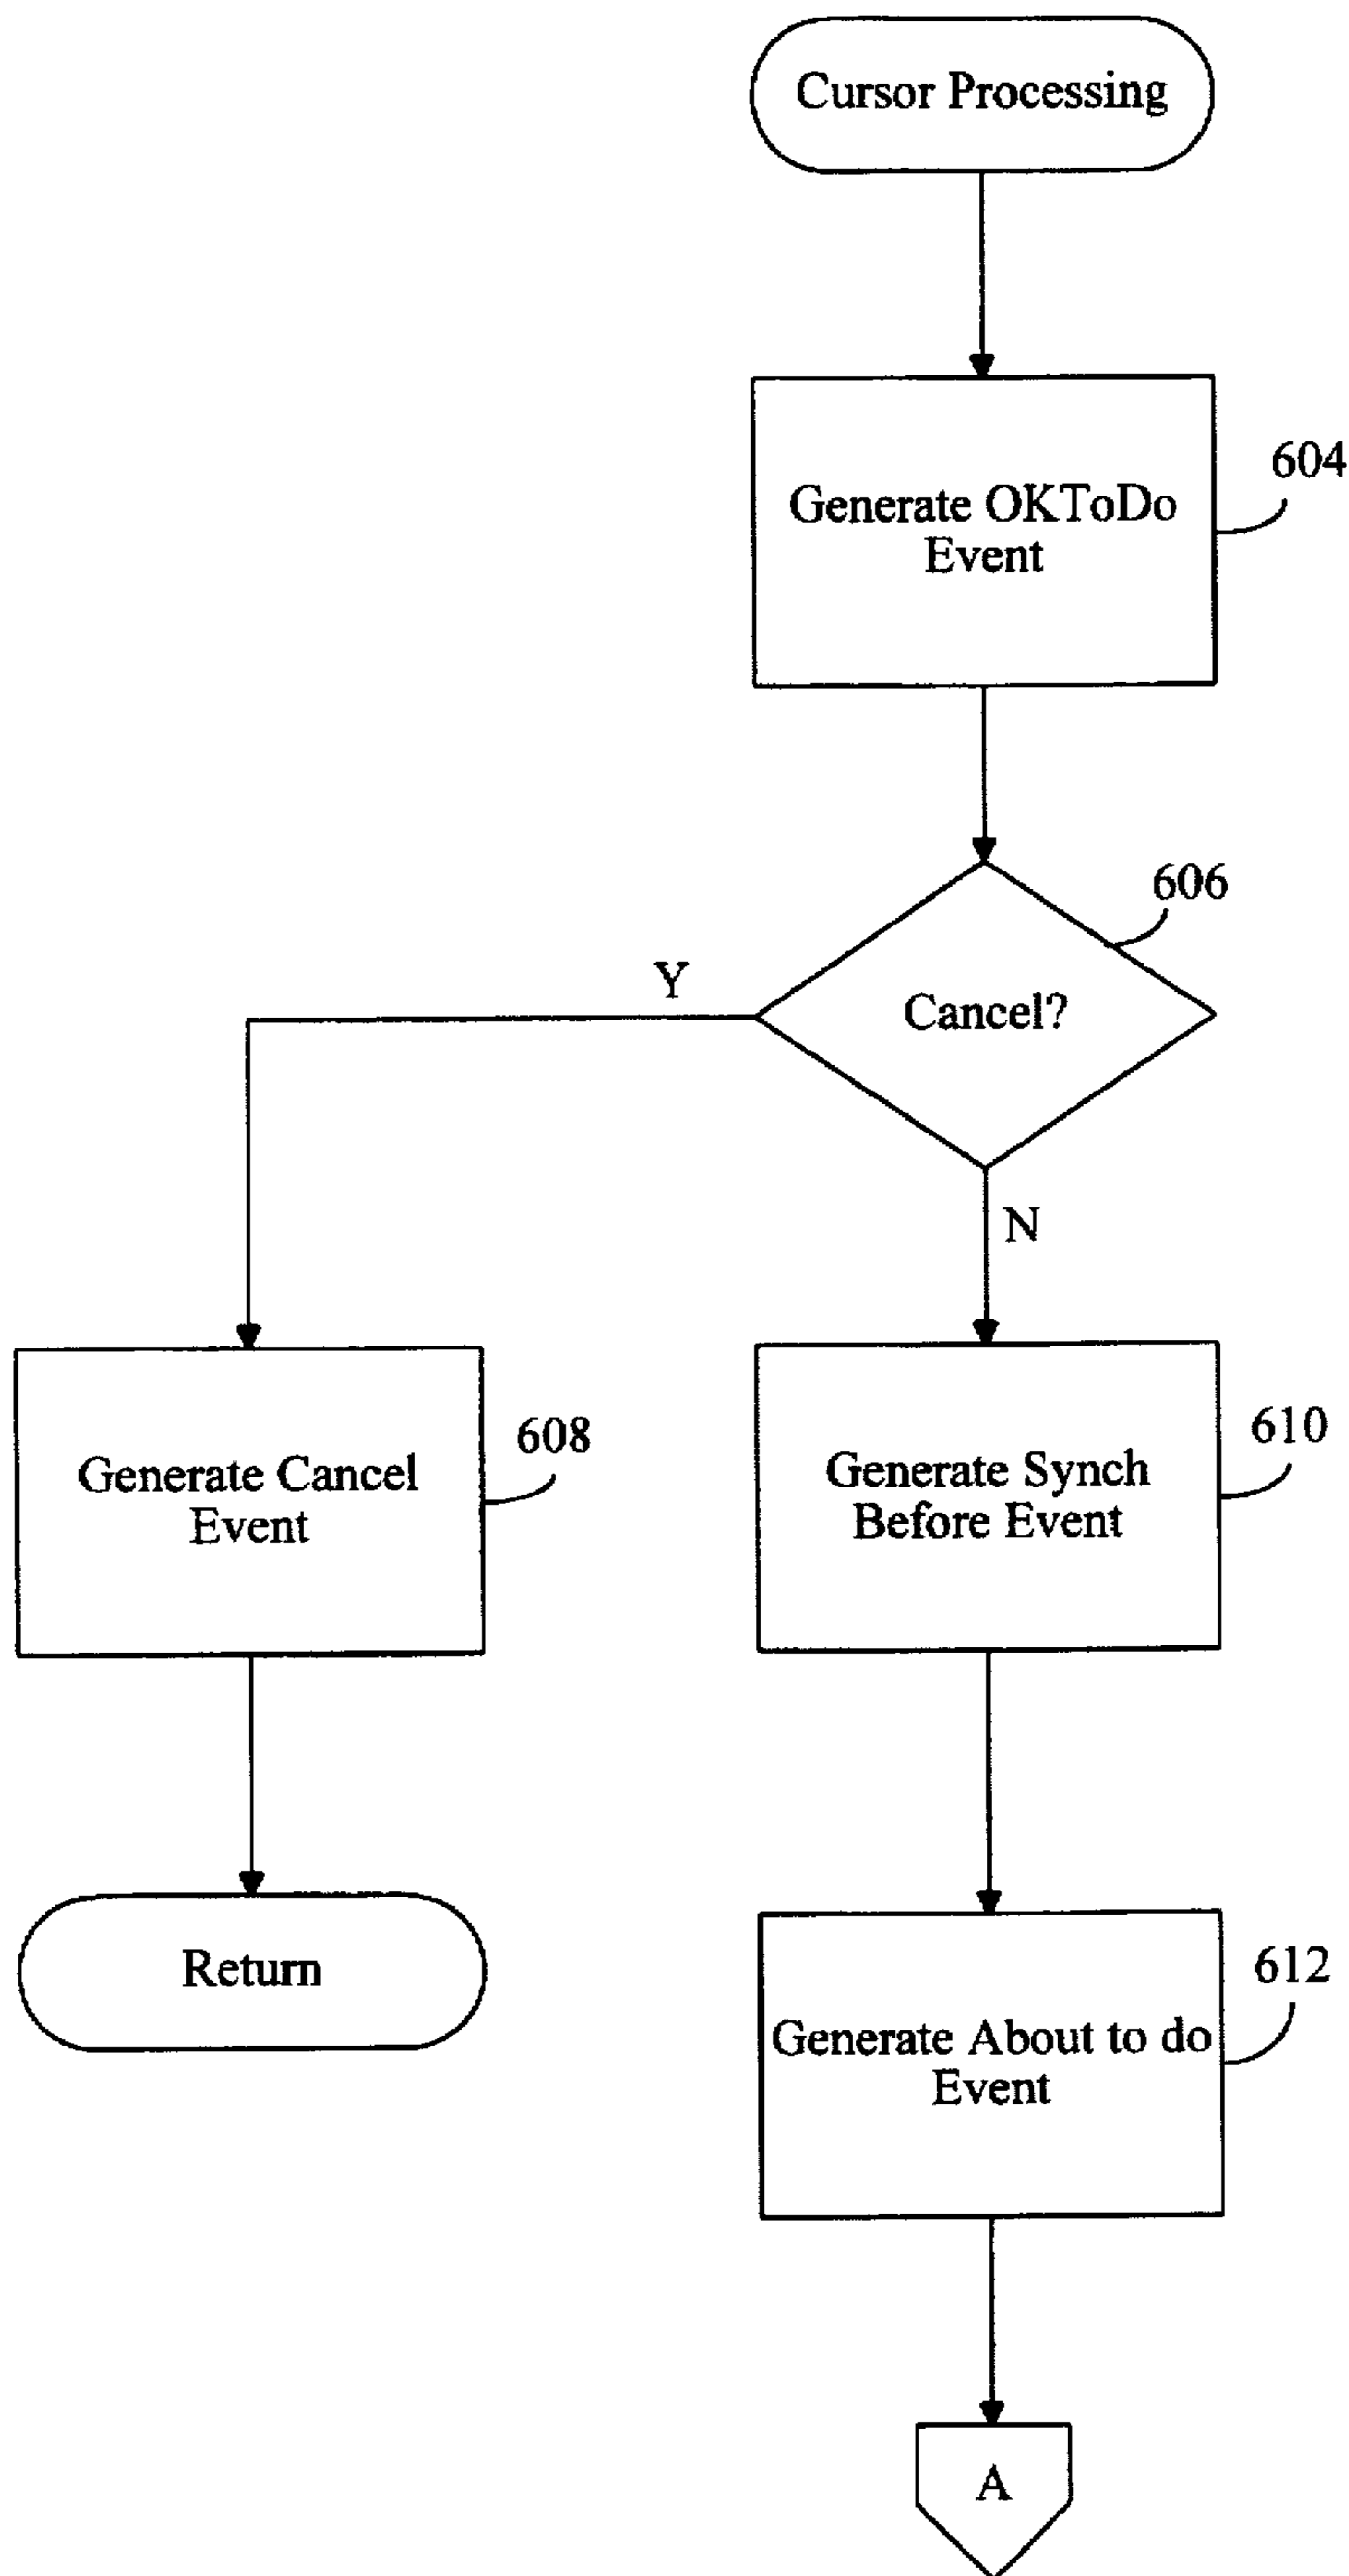 Cursor Processing
604
Generate OKToDo
Event
606
Cancel?
Y
N
608
Generate Cancel
Event
610
Generate Synch
Before Event
Return
612
Generate About to do
Event
A